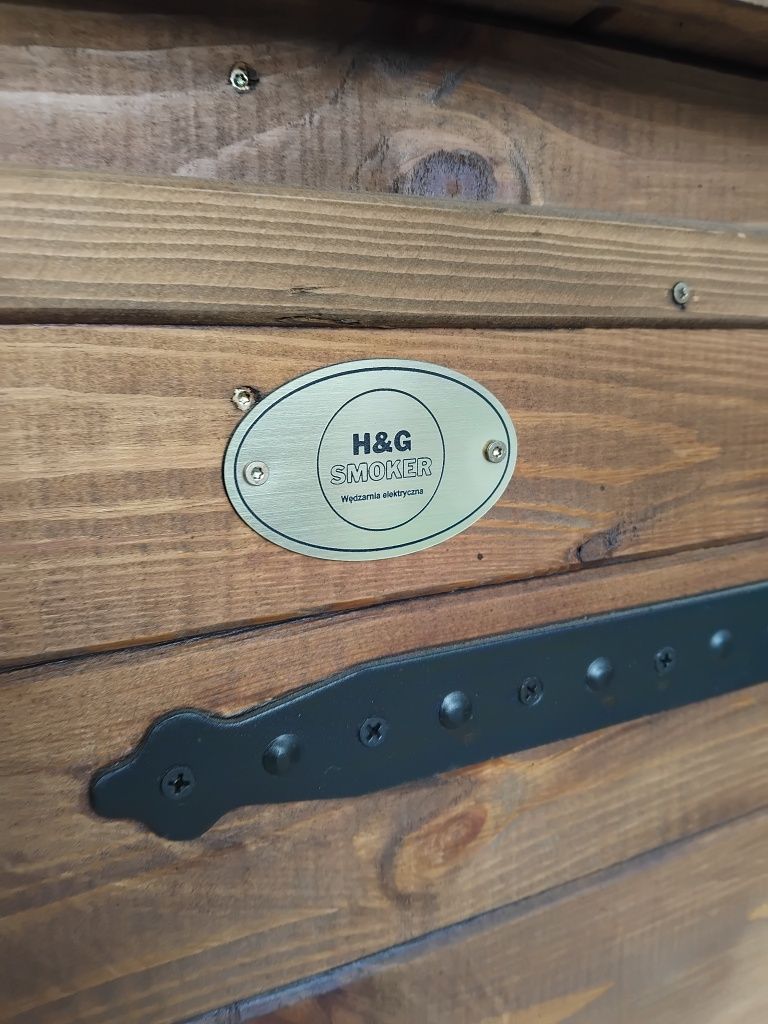 H&G
SMOKER
Wędzarnia elektryczna